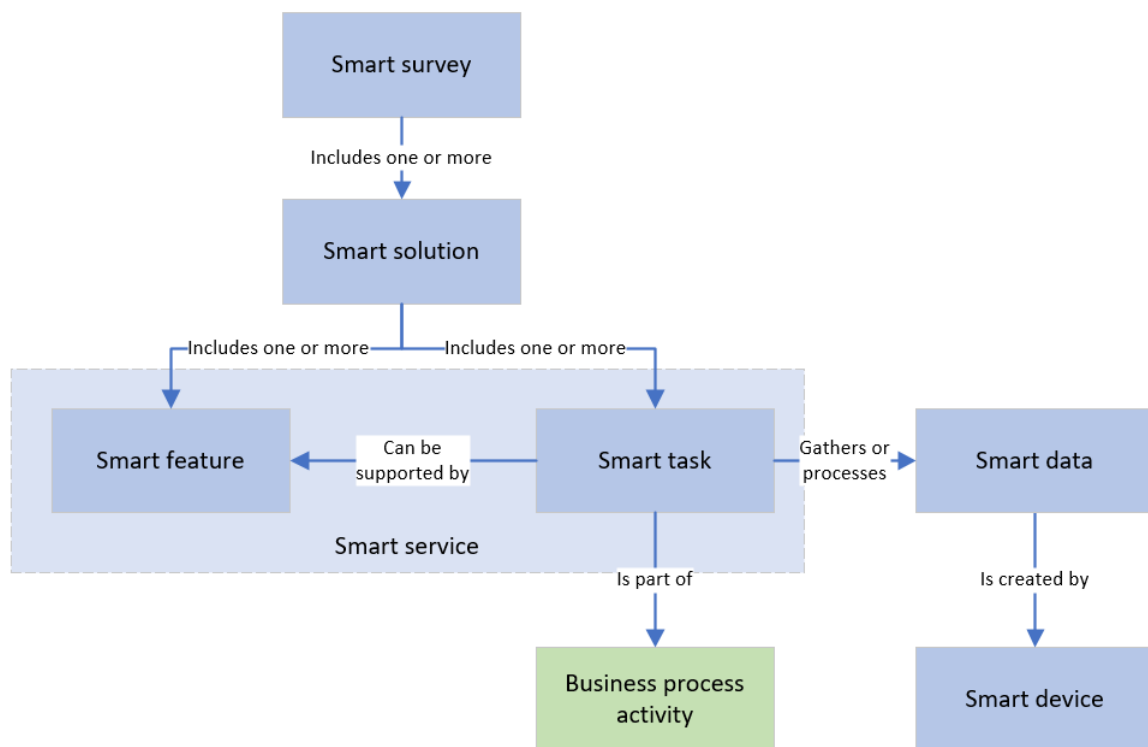 Smart survey
Includes one or more
Smart solution
Includes one or more
Includes one or more
Smart feature
Can be
supported by
Smart task
Gathers or
processes
Smart data
Smart service
Is part of
Is created by
Business process
activity
Smart device